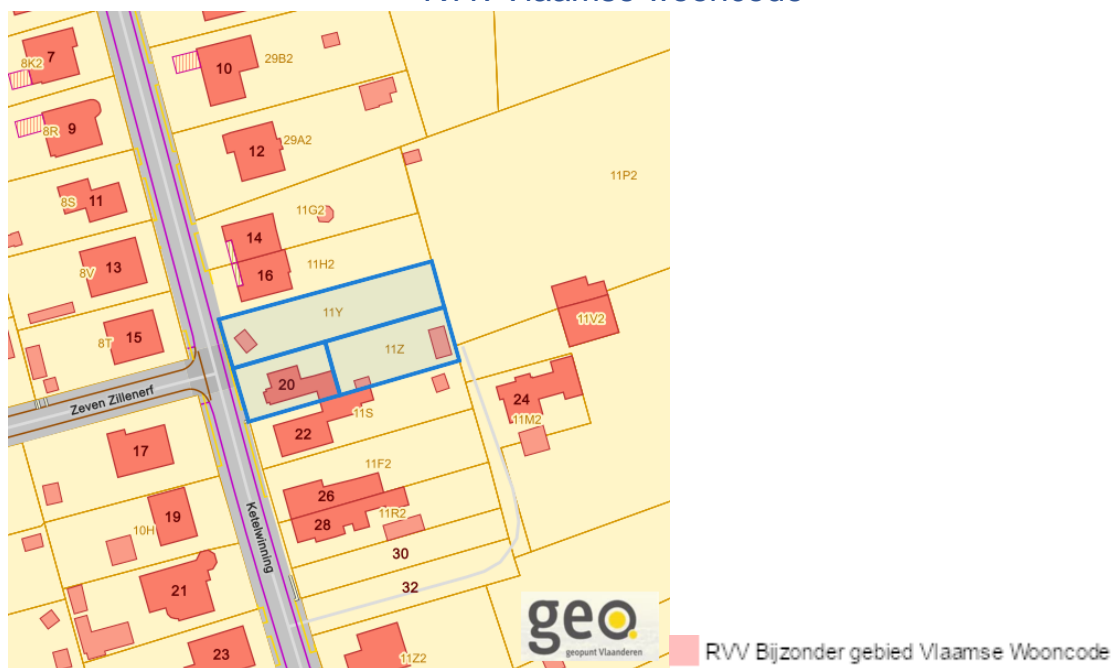 RVV Vlaamse Wooncode
7
8K2
10
29B2
9
8R
12
29A2
11P2
11
8S
14
11G2
13
8V
16
11H2
11Y
15
8T
11Z
11V2
20
Zeven Zillenerf
24
11M2
22
11S
17
11F2
26
28
11R2
19
10H
Ketelwinning
30
32
21
23
11Z2
geo
geopunt Vlaanderen
RVV Bijzonder gebied Vlaamse Wooncode